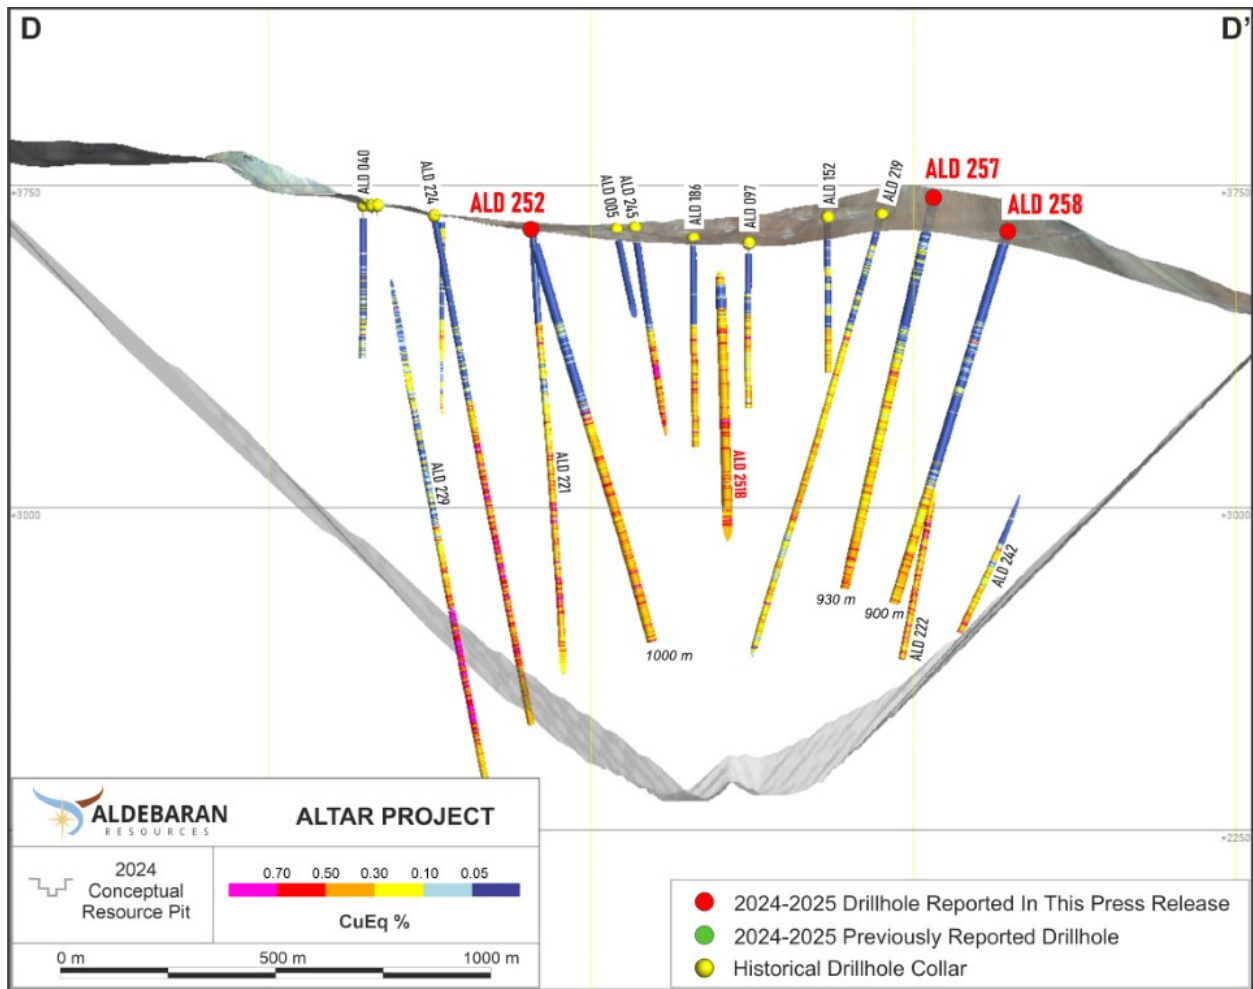 D
D'
ALD 040
ALD 224
ALD 252
ALD 005
ALD 245
ALD 186
ALD 097
ALD 152
ALD 219
ALD 257
ALD 258
+3750
+3750
ALD 229
ALD 221
ALD 251B
ALD 242
ALD 222
+3000
+3000
930 m
900 m
1000 m
+2250
ALDEBARAN
RESOURCES
ALTAR PROJECT
2024
Conceptual
Resource Pit
0.70 0.50 0.30 0.10 0.05
CuEq %
0 m 500 m 1000 m
2024-2025 Drillhole Reported In This Press Release
2024-2025 Previously Reported Drillhole
Historical Drillhole Collar